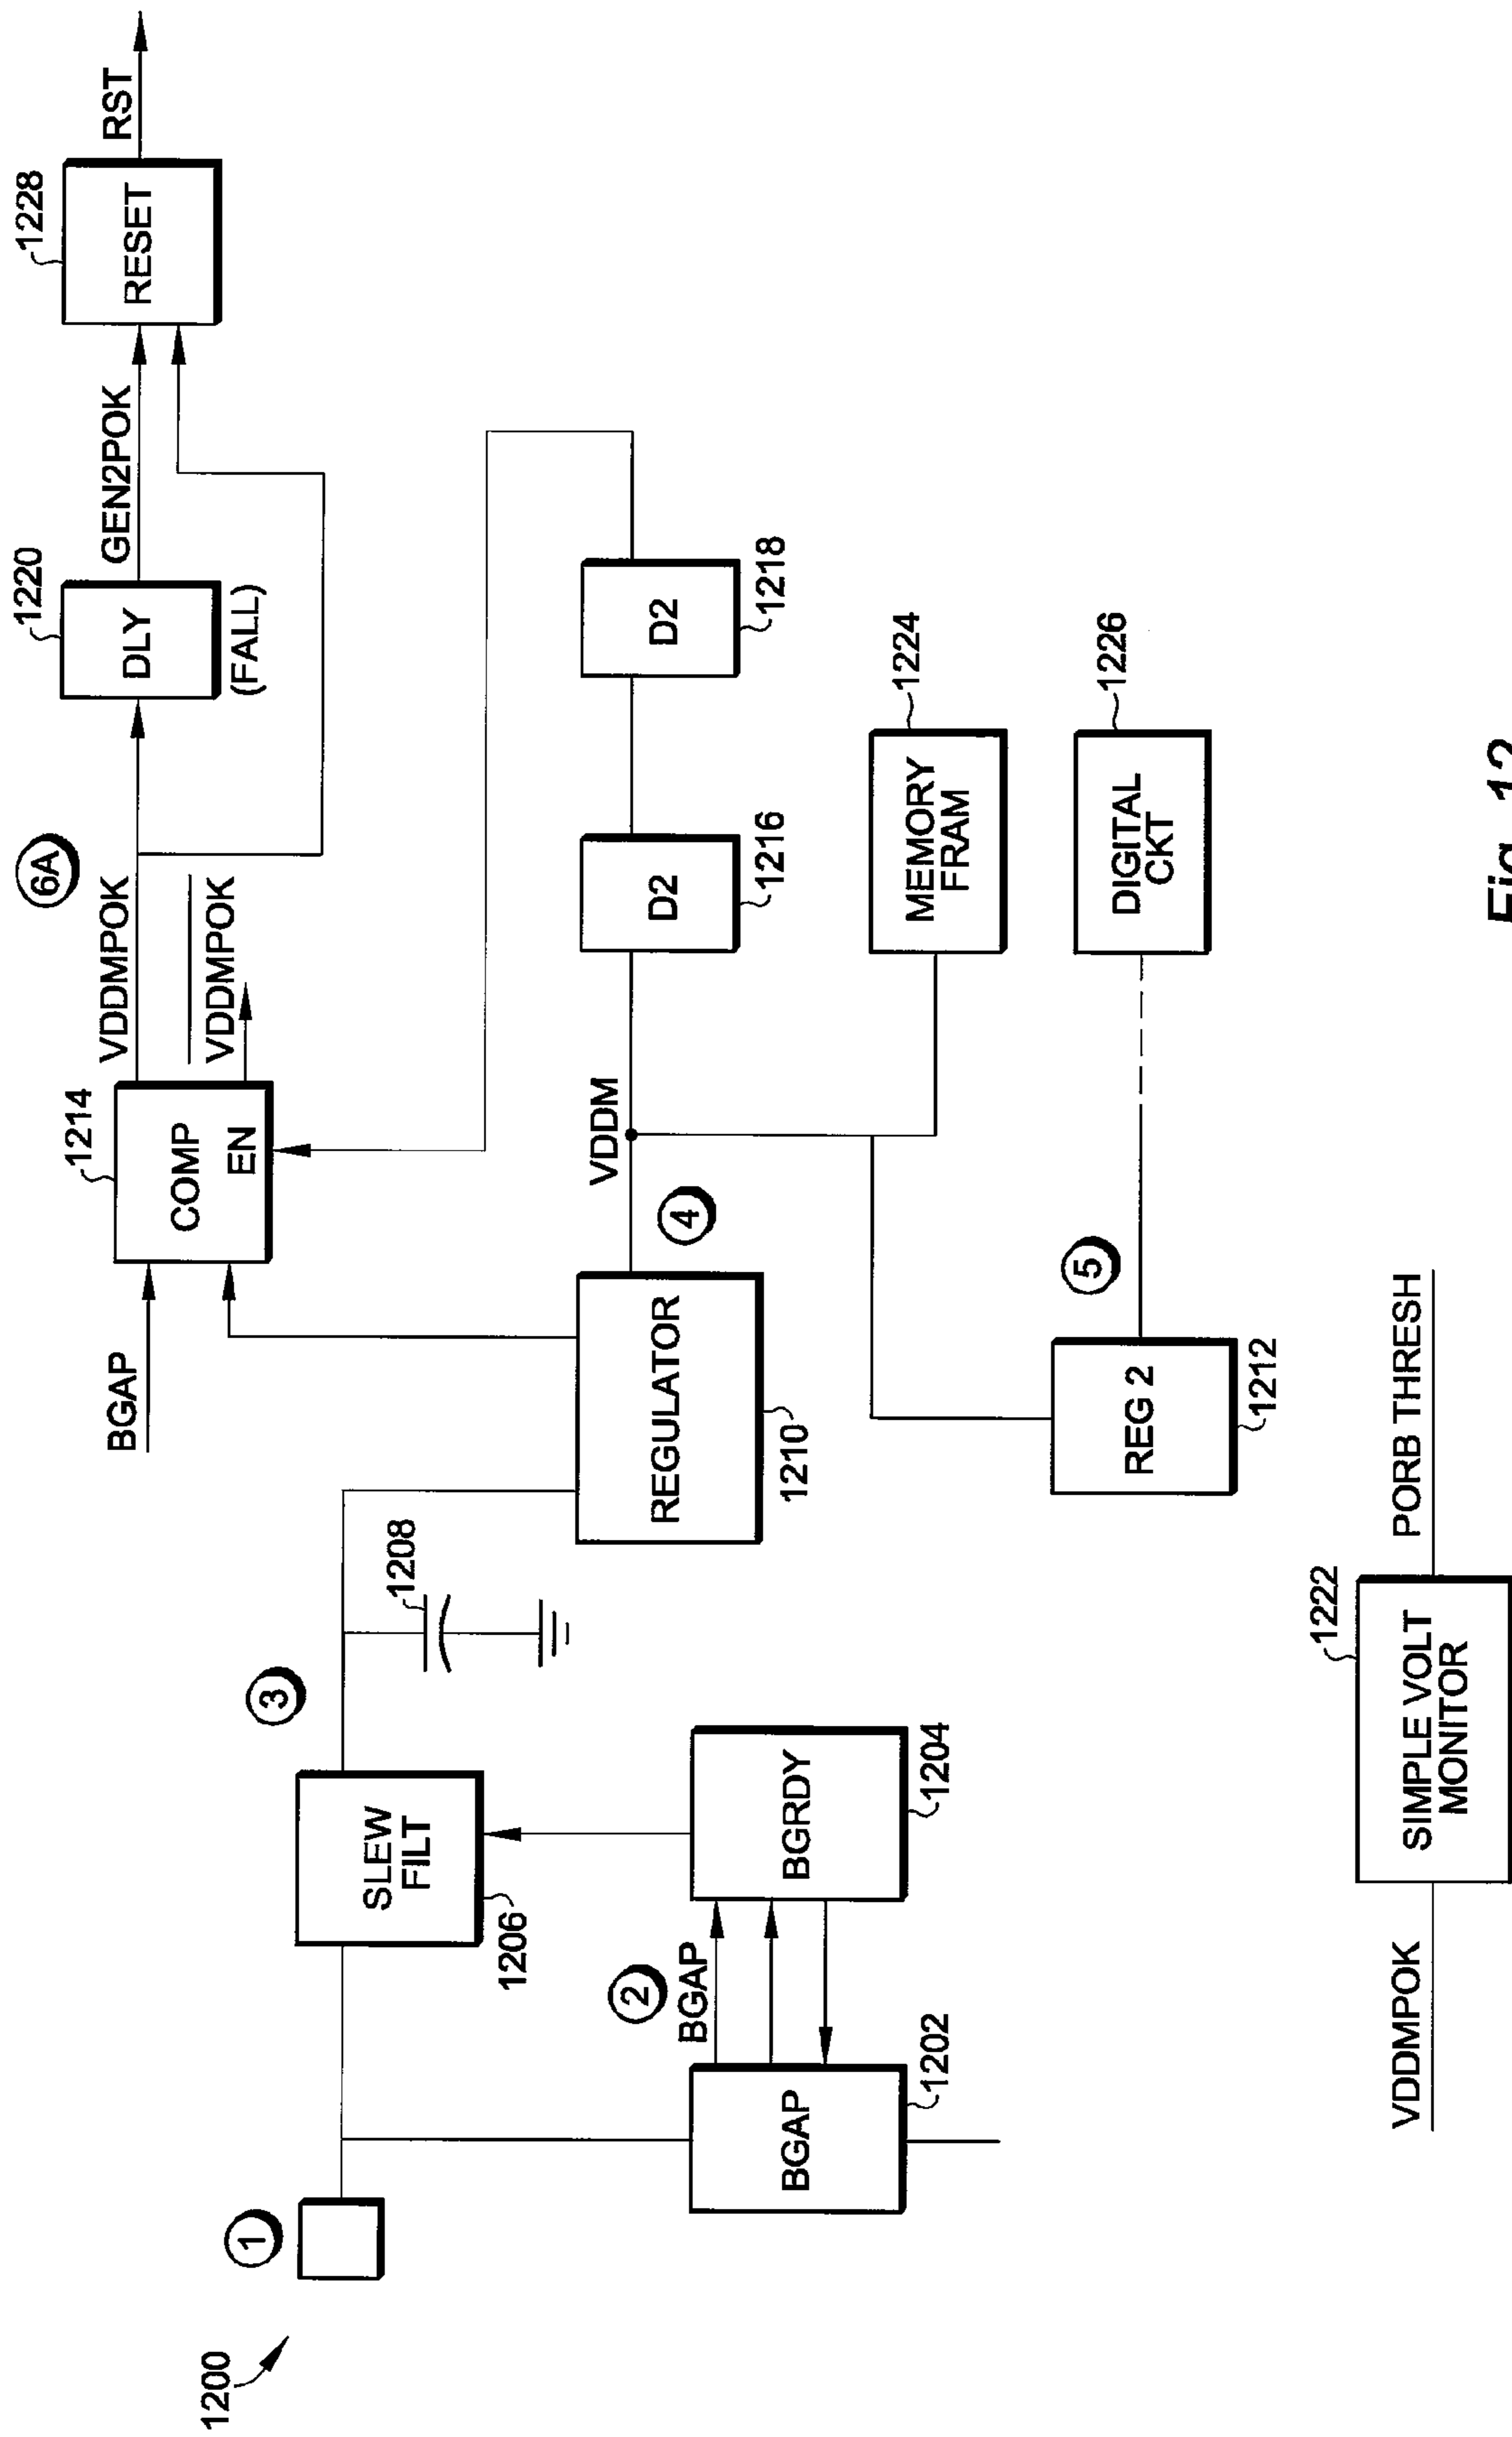 1200
1
SLEW
FILT
1206
3
1208
BGAP
1202
2
BGAP
BGRDY
1204
REGULATOR
1210
4
VDDM
BGAP
COMP
EN
1214
VDDMPOK
VDDMPOK
6A
DLY
(FALL)
1220
GEN2POK
RESET
1228
RST
D2
1216
D2
1218
MEMORY
FRAM
1224
REG 2
1212
5
DIGITAL
CKT
1226
VDDMPOK
SIMPLE VOLT
MONITOR
1222
PORB THRESH
Fig. 12